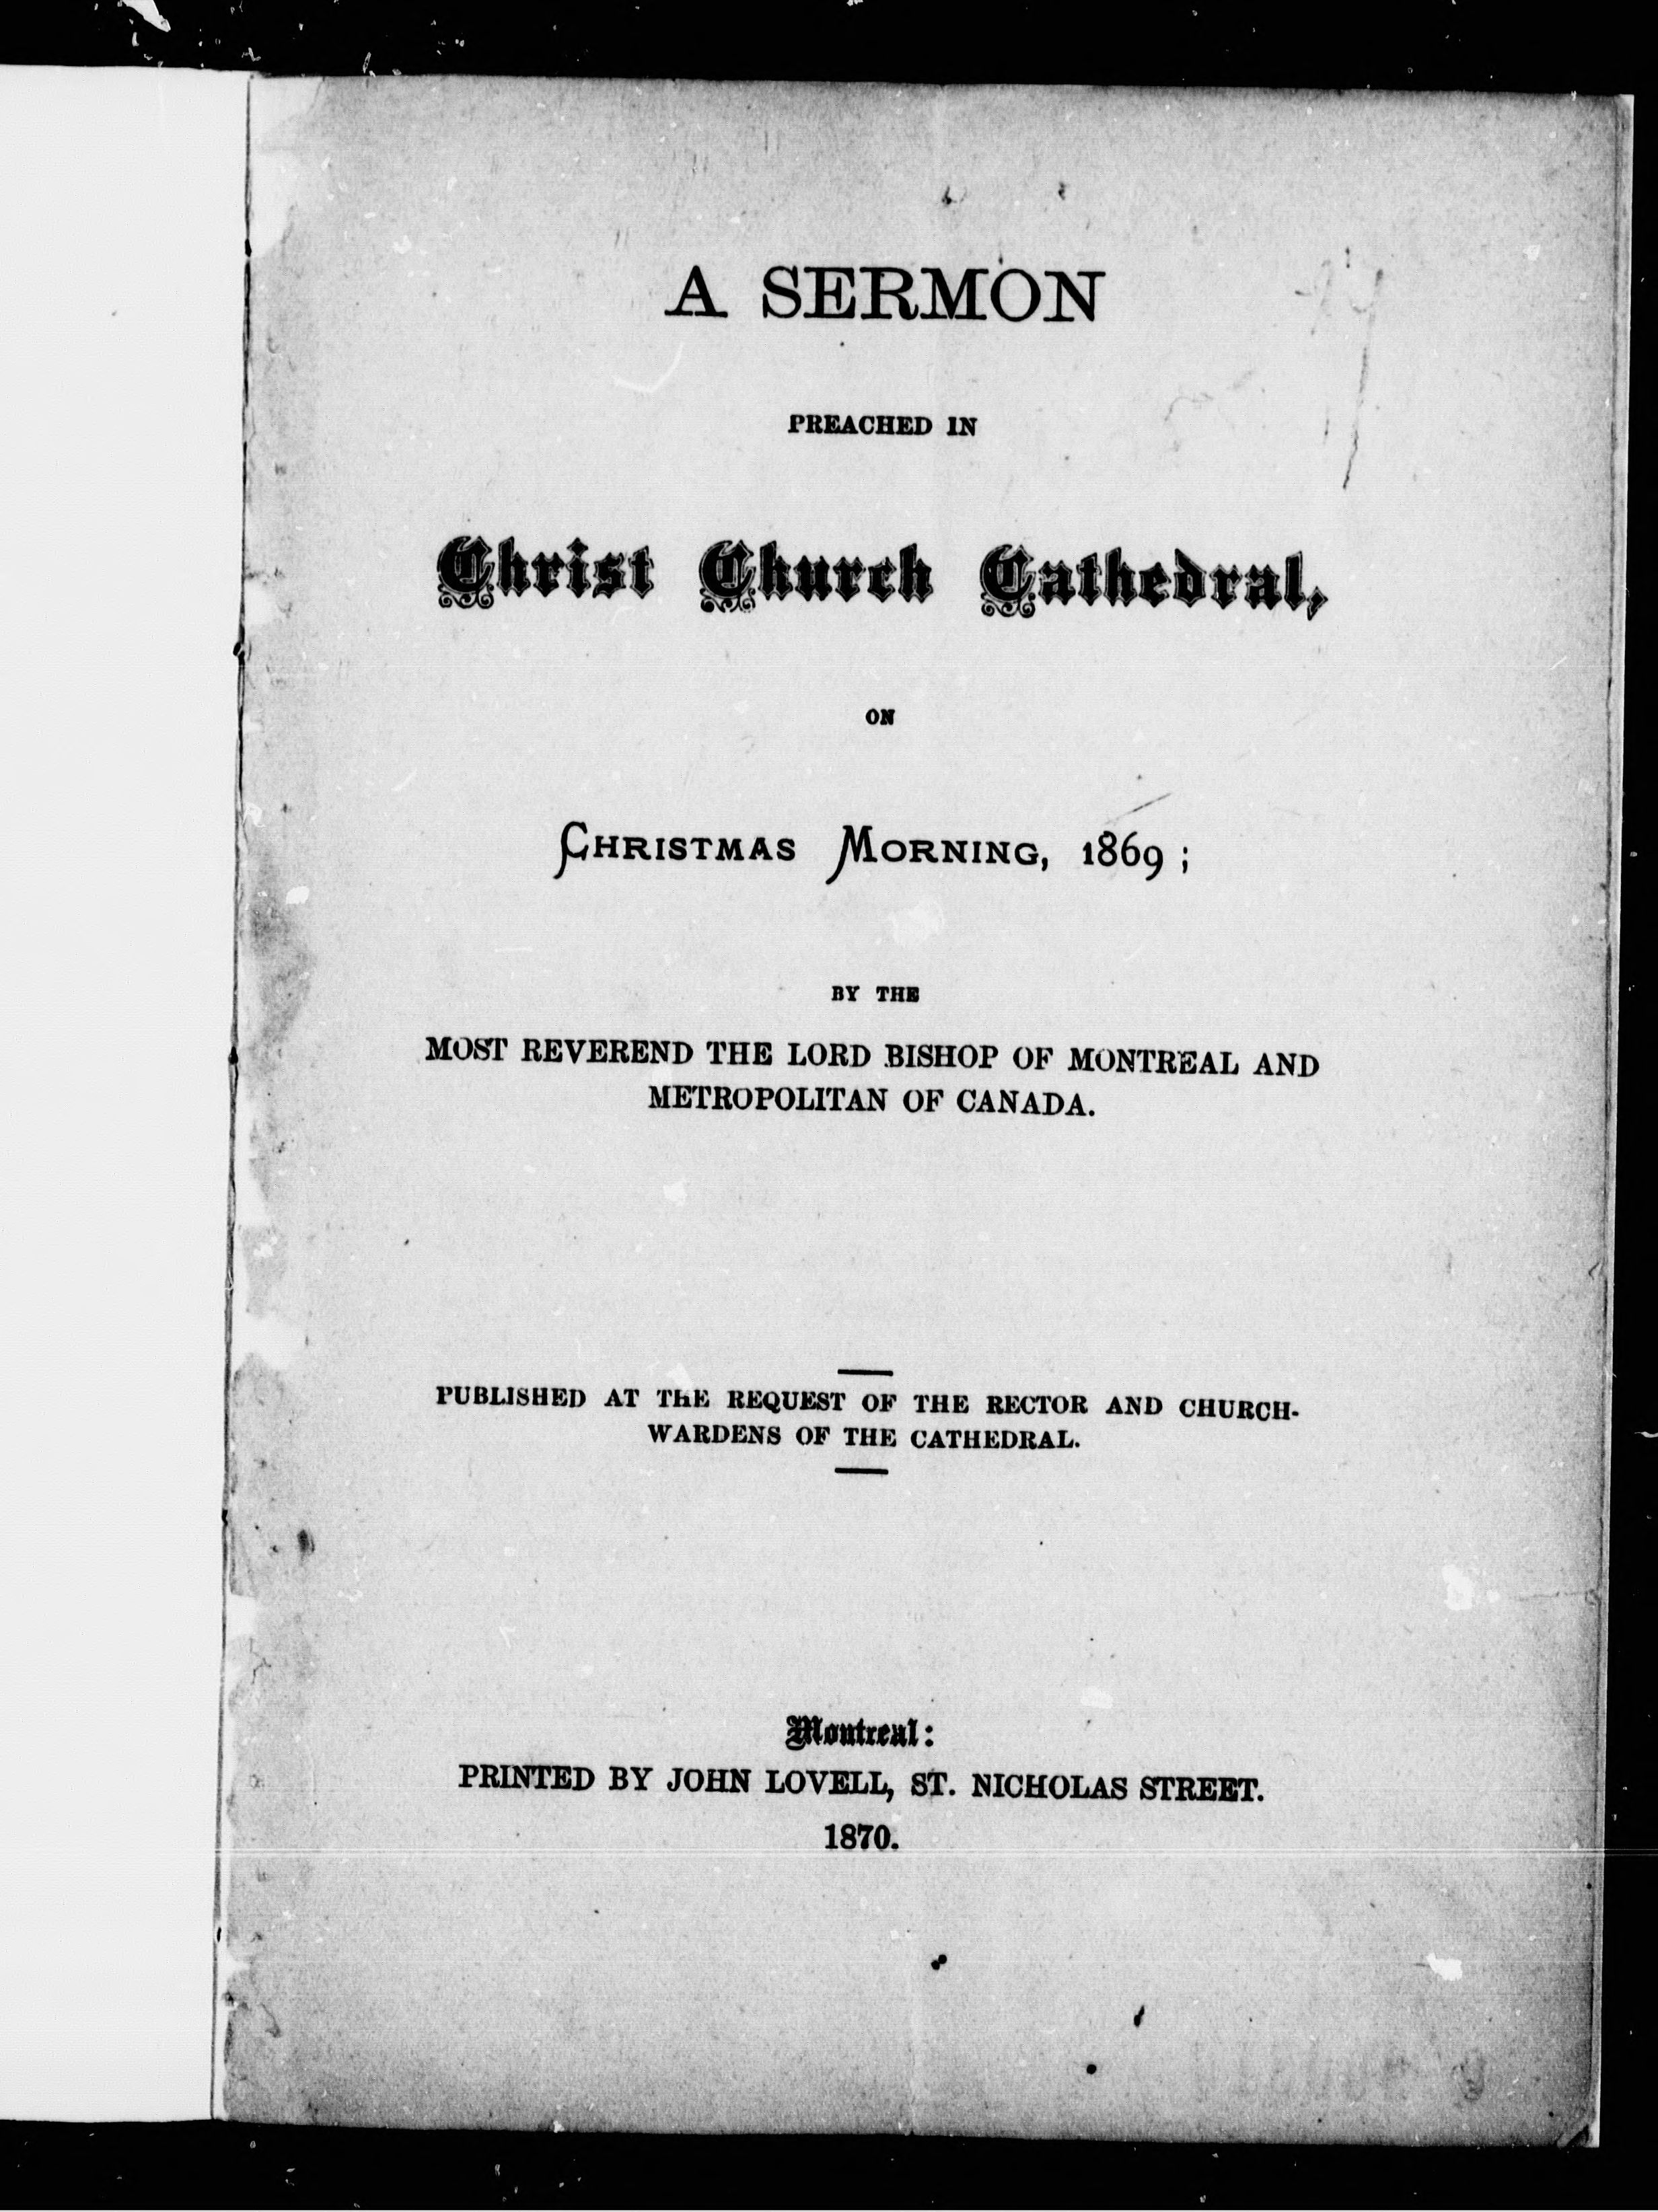 A SERMON
PREACHED IN
Christ Church Cathedral,
ON
CHRISTMAS MORNING, 1869 ;
BY THE
MOST REVEREND THE LORD BISHOP OF MONTREAL AND
METROPOLITAN OF CANADA.
PUBLISHED AT THE REQUEST OF THE RECTOR AND CHURCH-
WARDENS OF THE CATHEDRAL.
Montreal:
PRINTED BY JOHN LOVELL, ST. NICHOLAS STREET.
1870.